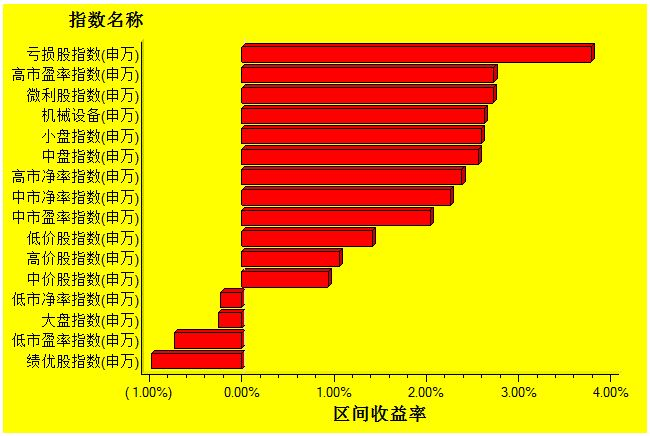 指数名称
亏损股指数(申万)
高市盈率指数(申万)
微利股指数(申万)
机械设备(申万)
小盘指数(申万)
中盘指数(申万)
高市净率指数(申万)
中市净率指数(申万)
中市盈率指数(申万)
低价股指数(申万)
高价股指数(申万)
中价股指数(申万)
低市净率指数(申万)
大盘指数(申万)
低市盈率指数(申万)
绩优股指数(申万)
( 1.00%) 0.00% 1.00% 2.00% 3.00% 4.00%
区间收益率